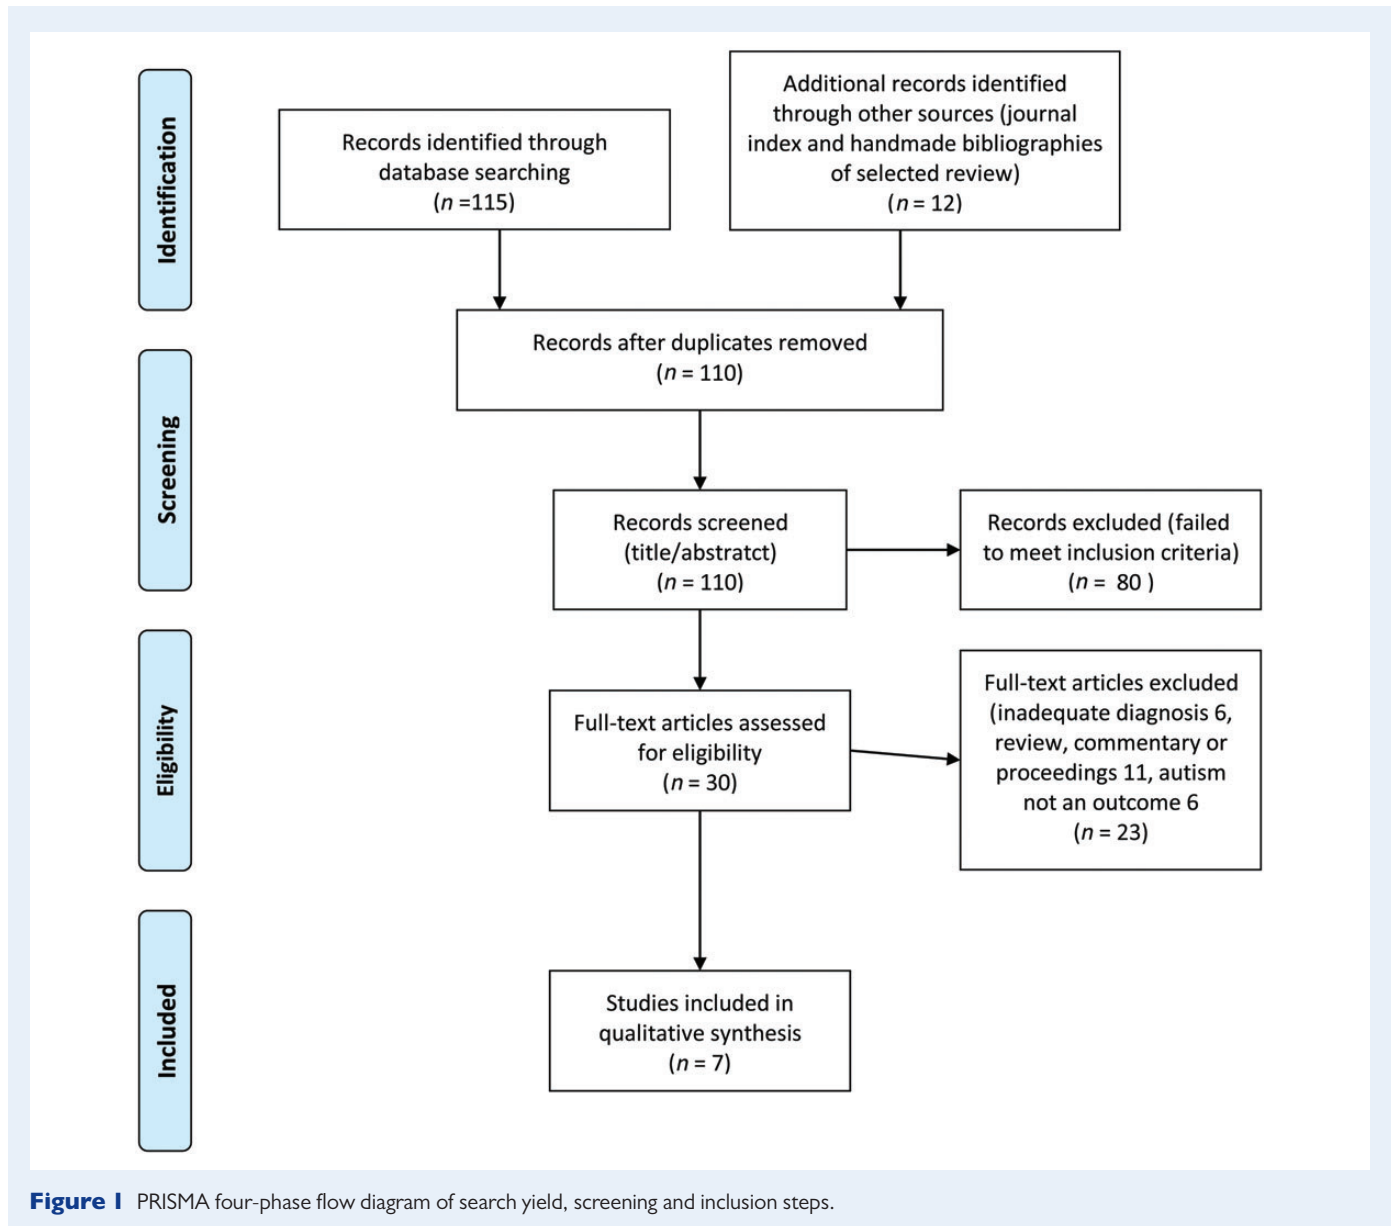 Identification
Records identified through
database searching
(n =115)
Additional records identified
through other sources (journal
index and handmade bibliographies
of selected review)
(n = 12)
Records after duplicates removed
(n = 110)
Screening
Records screened
(title/abstratct)
(n = 110)
Records excluded (failed
to meet inclusion criteria)
(n = 80 )
Eligibility
Full-text articles assessed
for eligibility
(n = 30)
Full-text articles excluded
(inadequate diagnosis 6,
review, commentary or
proceedings 11, autism
not an outcome 6
(n = 23)
Included
Studies included in
qualitative synthesis
(n = 7)
Figure 1 PRISMA four-phase flow diagram of search yield, screening and inclusion steps.